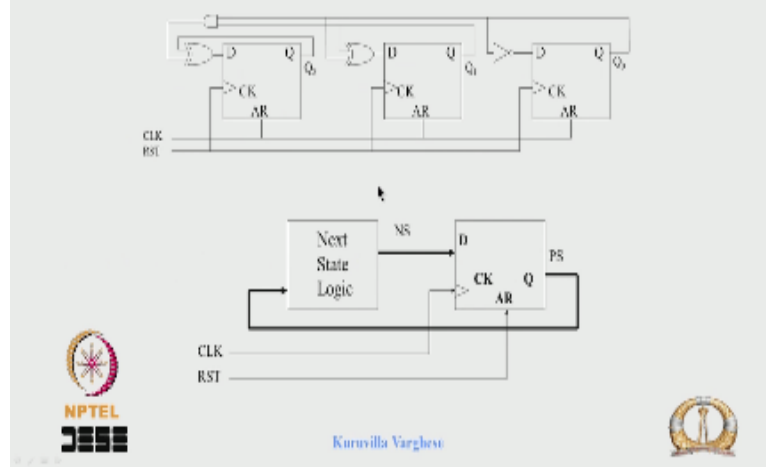 D Q Q₂
CK
AR
D Q Q₁
CK
AR
D Q Q₀
CK
AR
CLK
RST
Next
State
Logic
NS
D
CK Q
AR
PS
CLK
RST
NPTEL
DESE
Kuruvilla Varghese